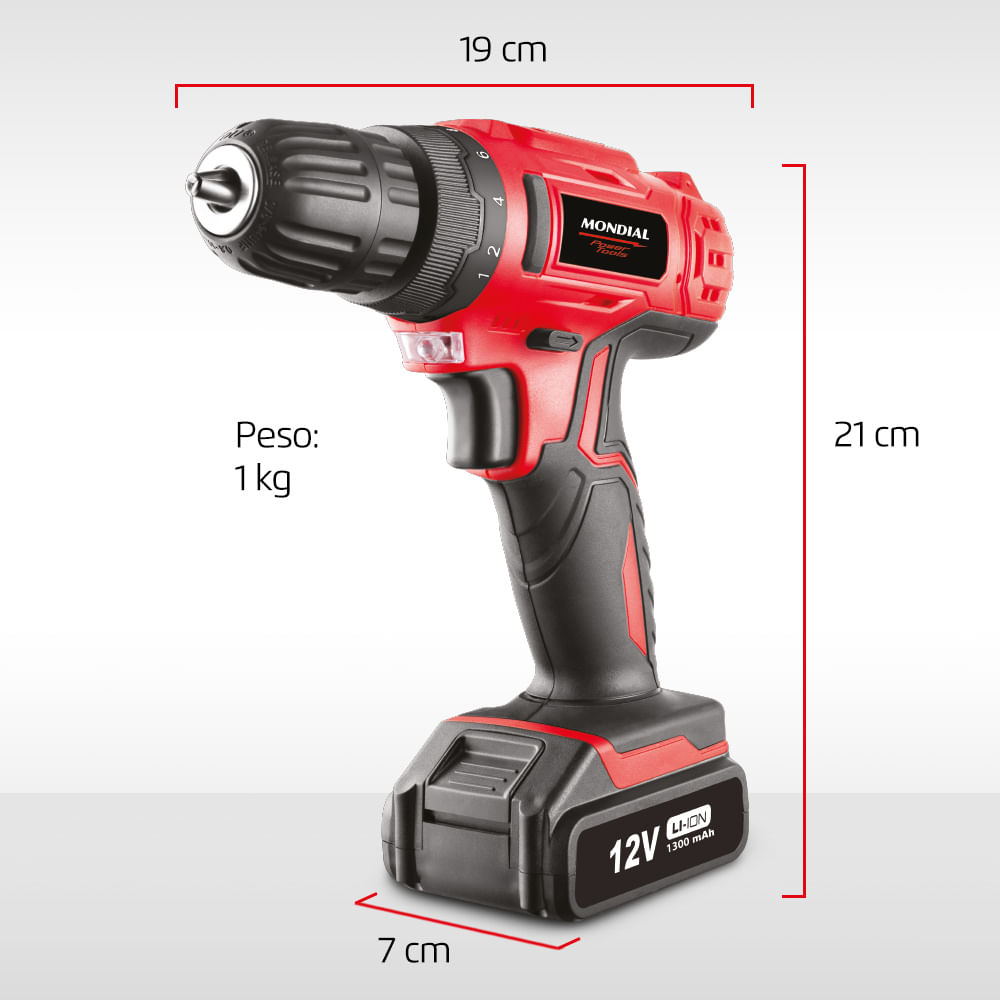 19 cm
6
4
2
1
MONDIAL
Power
Tools
Peso:
1 kg
21 cm
12V
LI-ION
1300 mAh
7 cm